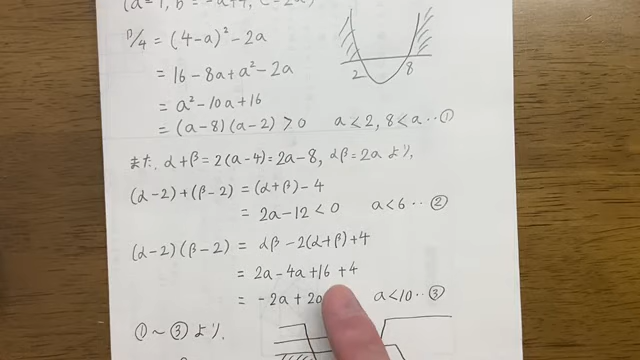 (a=1, b=-a+4, c=2a)
D/4 = (4-a)² -2a
= 16-8a+a²-2a
= a²-10a+16
= (a-8)(a-2) > 0 a<2, 8<a ‥①
2 8
また、α+β=2(a-4)=2a-8, αβ=2aより、
(α-2)+(β-2) = (α+β)-4
= 2a-12<0 a<6 ‥②
(α-2)(β-2) = αβ-2(α+β)+4
= 2a-4a+16+4
= -2a+20 a<10 ‥③
①~③より、